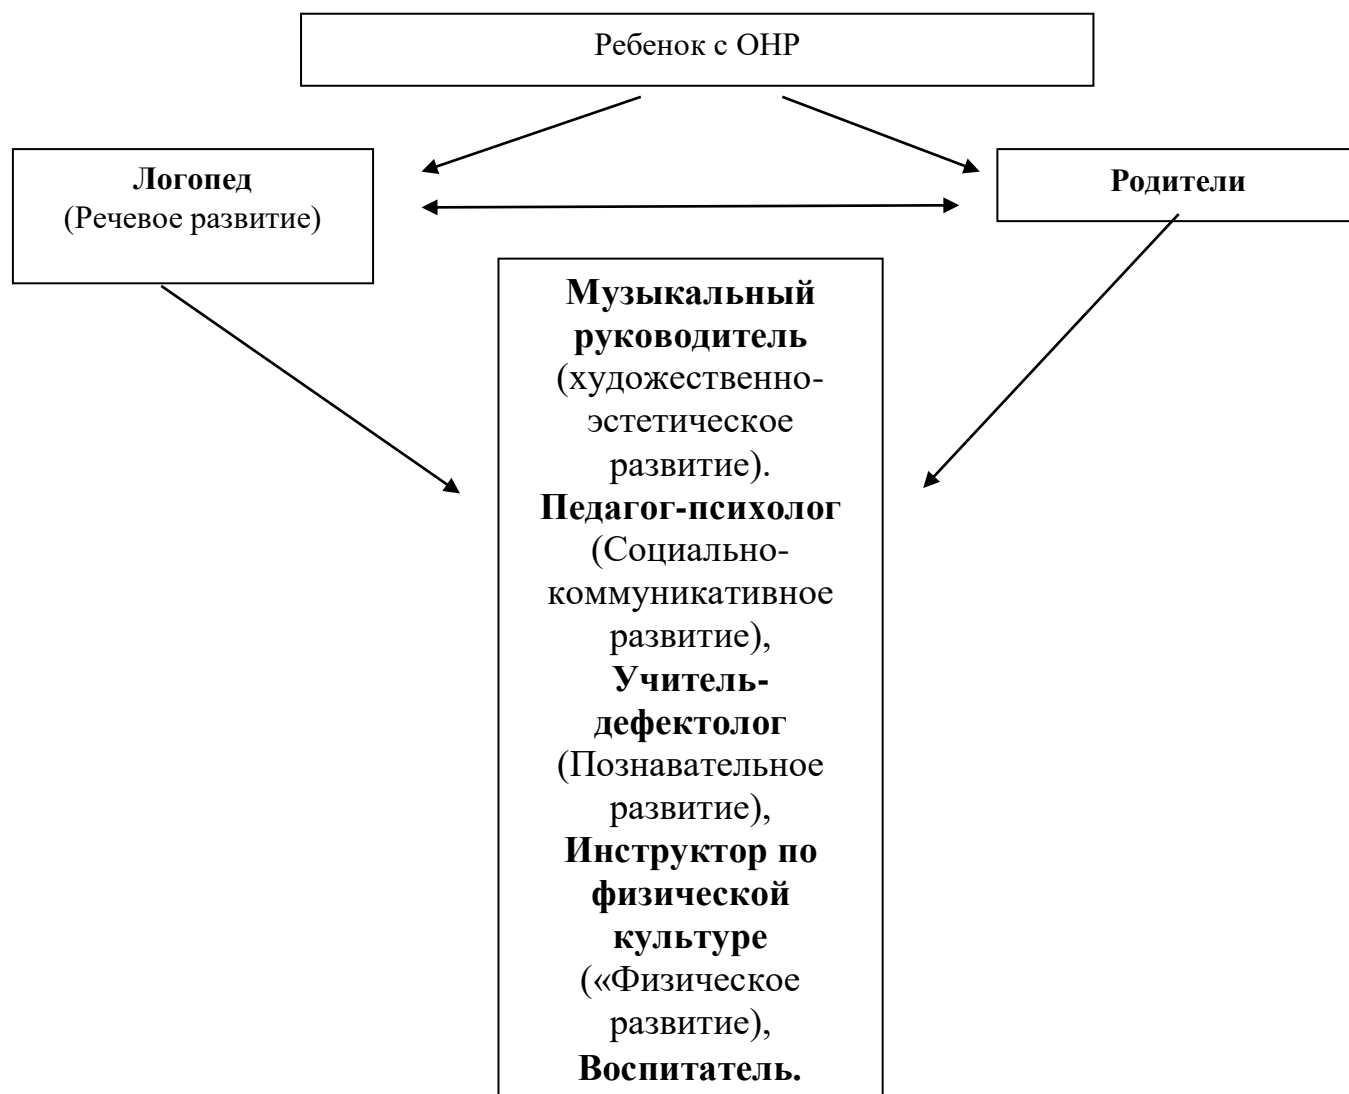 Ребенок с ОНР
Логопед
(Речевое развитие)
Родители
Музыкальный
руководитель
(художественно-
эстетическое
развитие).
Педагог-психолог
(Социально-
коммуникативное
развитие),
Учитель-
дефектолог
(Познавательное
развитие),
Инструктор по
физической
культуре
(«Физическое
развитие),
Воспитатель.